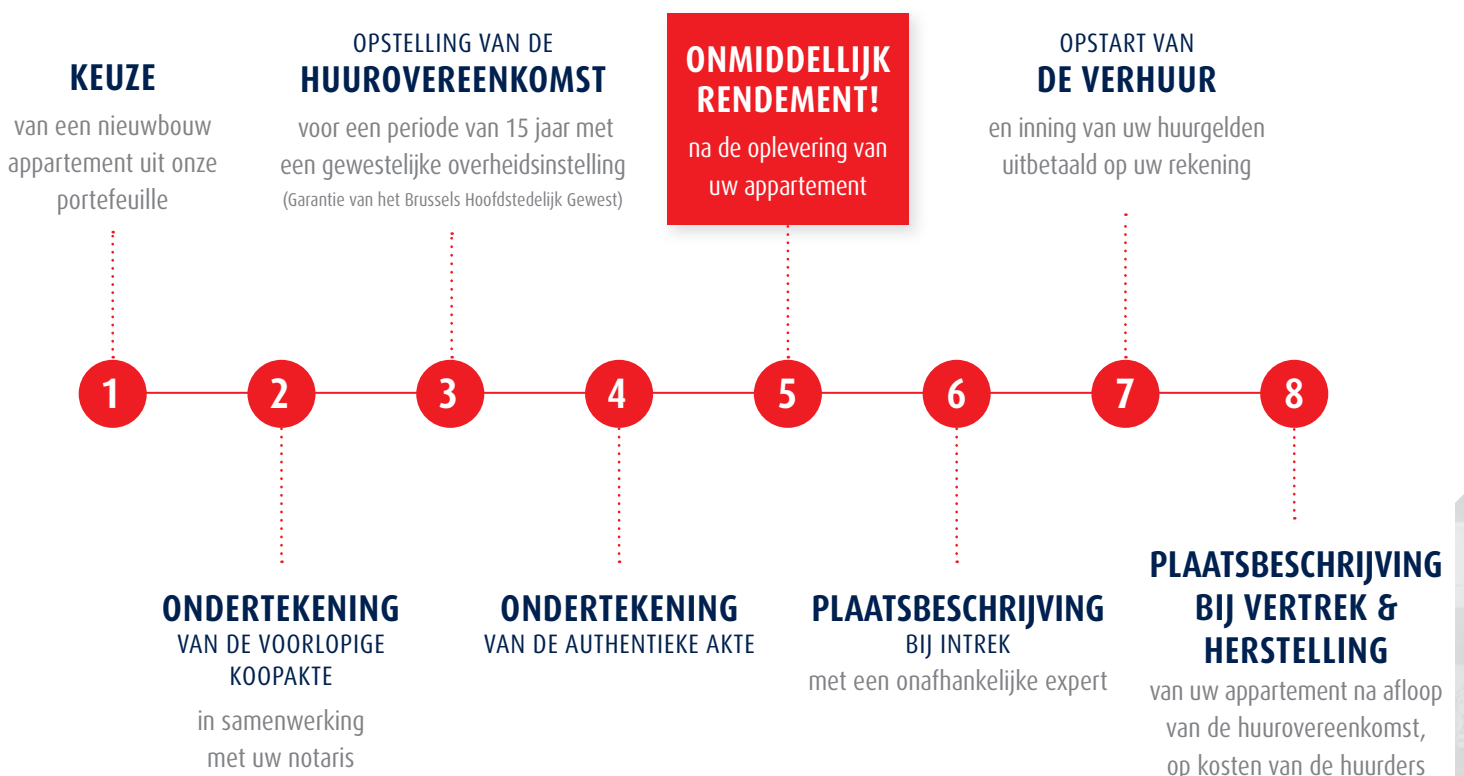 KEUZE
van een nieuwbouw
appartement uit onze
portefeuille
OPSTELLING VAN DE
HUUROVEREENKOMST
voor een periode van 15 jaar met
een gewestelijke overheidsinstelling
(Garantie van het Brussels Hoofdstedelijk Gewest)
ONMIDDELLIJK
RENDEMENT!
na de oplevering van
uw appartement
OPSTART VAN
DE VERHUUR
en inning van uw huurgelden
uitbetaald op uw rekening
1 2 3 4 5 6 7 8
ONDERTEKENING
VAN DE VOORLOPIGE
KOOPAKTE
in samenwerking
met uw notaris
ONDERTEKENING
VAN DE AUTHENTIEKE AKTE
PLAATSBESCHRIJVING
BIJ INTREK
met een onafhankelijke expert
PLAATSBESCHRIJVING
BIJ VERTREK &
HERSTELLING
van uw appartement na afloop
van de huurovereenkomst,
op kosten van de huurders